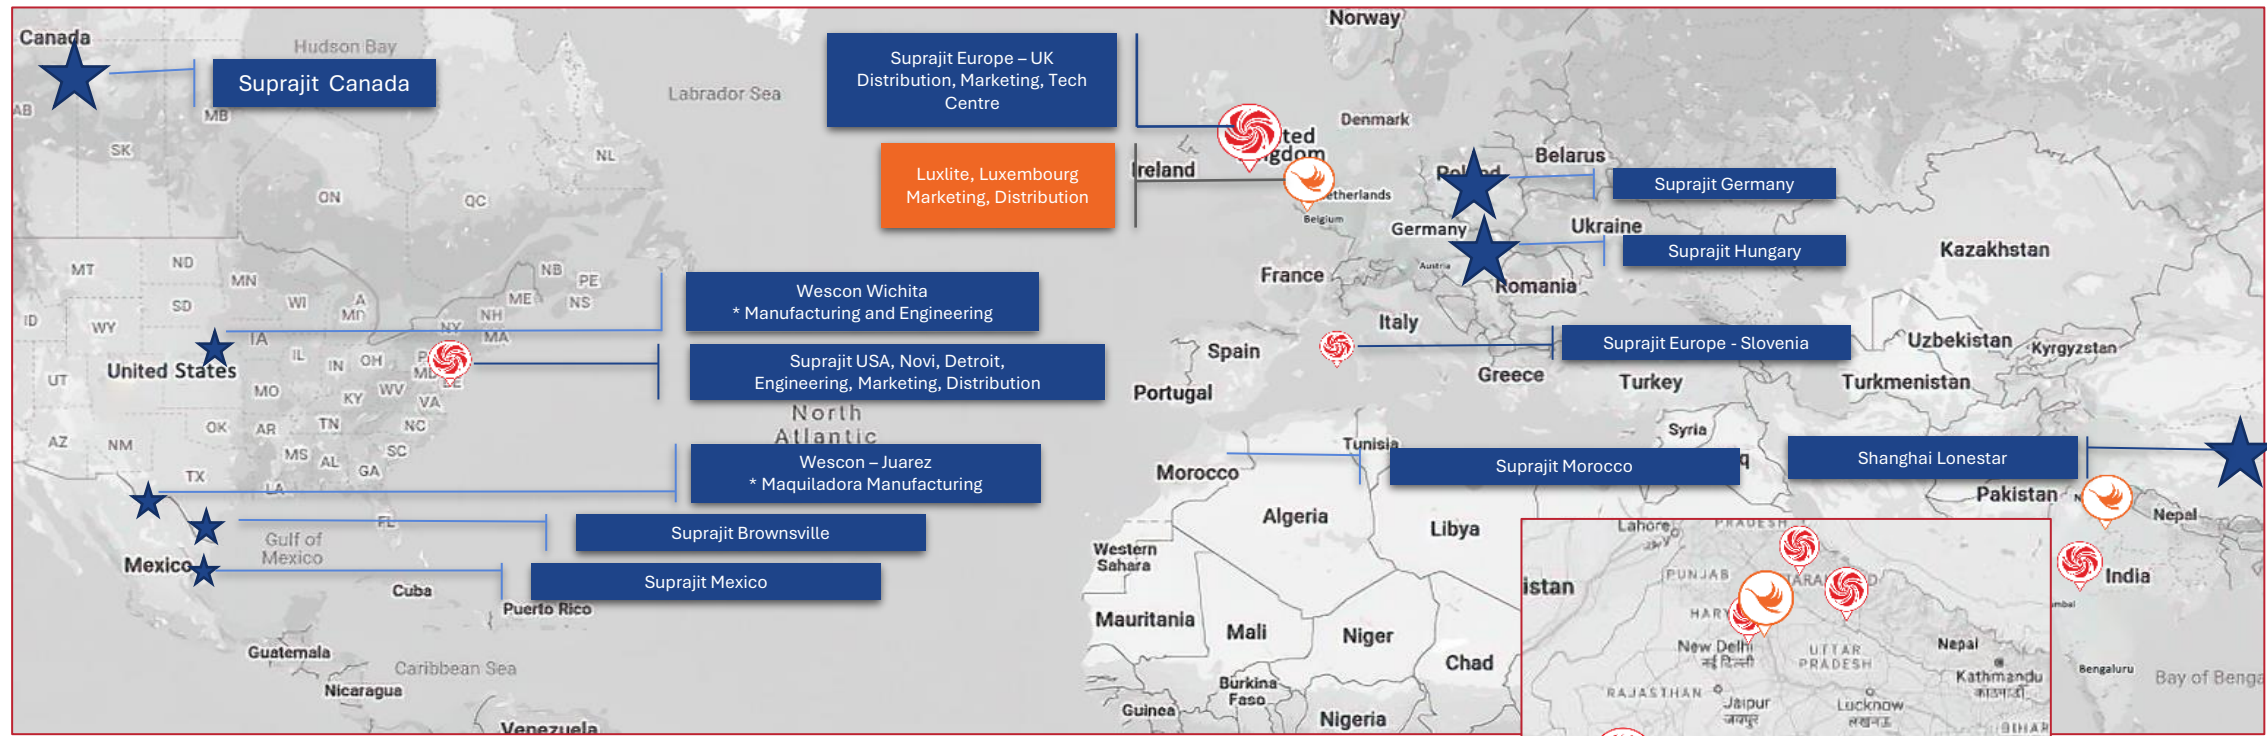 Canada
Hudson Bay
Norway
Suprajit Canada
AB
MB
SK
NL
ON
QC
Labrador Sea
Suprajit Europe – UK
Distribution, Marketing, Tech
Centre
Luxlite, Luxembourg
Marketing, Distribution
Denmark
Ireland
Belarus
Suprajit Germany
Belgium
Germany
Ukraine
Suprajit Hungary
Kazakhstan
Austria
France
Romania
MT
ND
MN
SD
WI
ID
WY
NB
PE
ME
NS
NH
NY
MA
IA
Wescon Wichita
* Manufacturing and Engineering
Italy
Spain
Suprajit Europe - Slovenia
Uzbekistan
Kyrgyzstan
United States
IL
IN
OH
UT
MO
KY
WV
VA
Suprajit USA, Novi, Detroit,
Engineering, Marketing, Distribution
Portugal
Greece
Turkey
Turkmenistan
North
Atlantic
AZ
NM
OK
AR
TN
NC
MS
AL
SC
GA
TX
LA
FL
Wescon – Juarez
* Maquiladora Manufacturing
Tunisia
Syria
Morocco
Suprajit Morocco
Shanghai Lonestar
Pakistan
Nepal
Suprajit Brownsville
Gulf of
Mexico
Mexico
Suprajit Mexico
Cuba
Puerto Rico
Algeria
Libya
Western
Sahara
Mauritania
Mali
Niger
Chad
Guatemala
Caribbean Sea
Nicaragua
Venezuela
Burkina
Faso
Guinea
Nigeria
Lahore
PRADESH
istan
PUNJAB
New Delhi
नई दिल्ली
UTTAR
PRADESH
Nepal
Kathmandu
RAJASTHAN
Jaipur
जयपुर
Lucknow
लखनऊ
BIHAR
India
Bengaluru
Bay of Benga